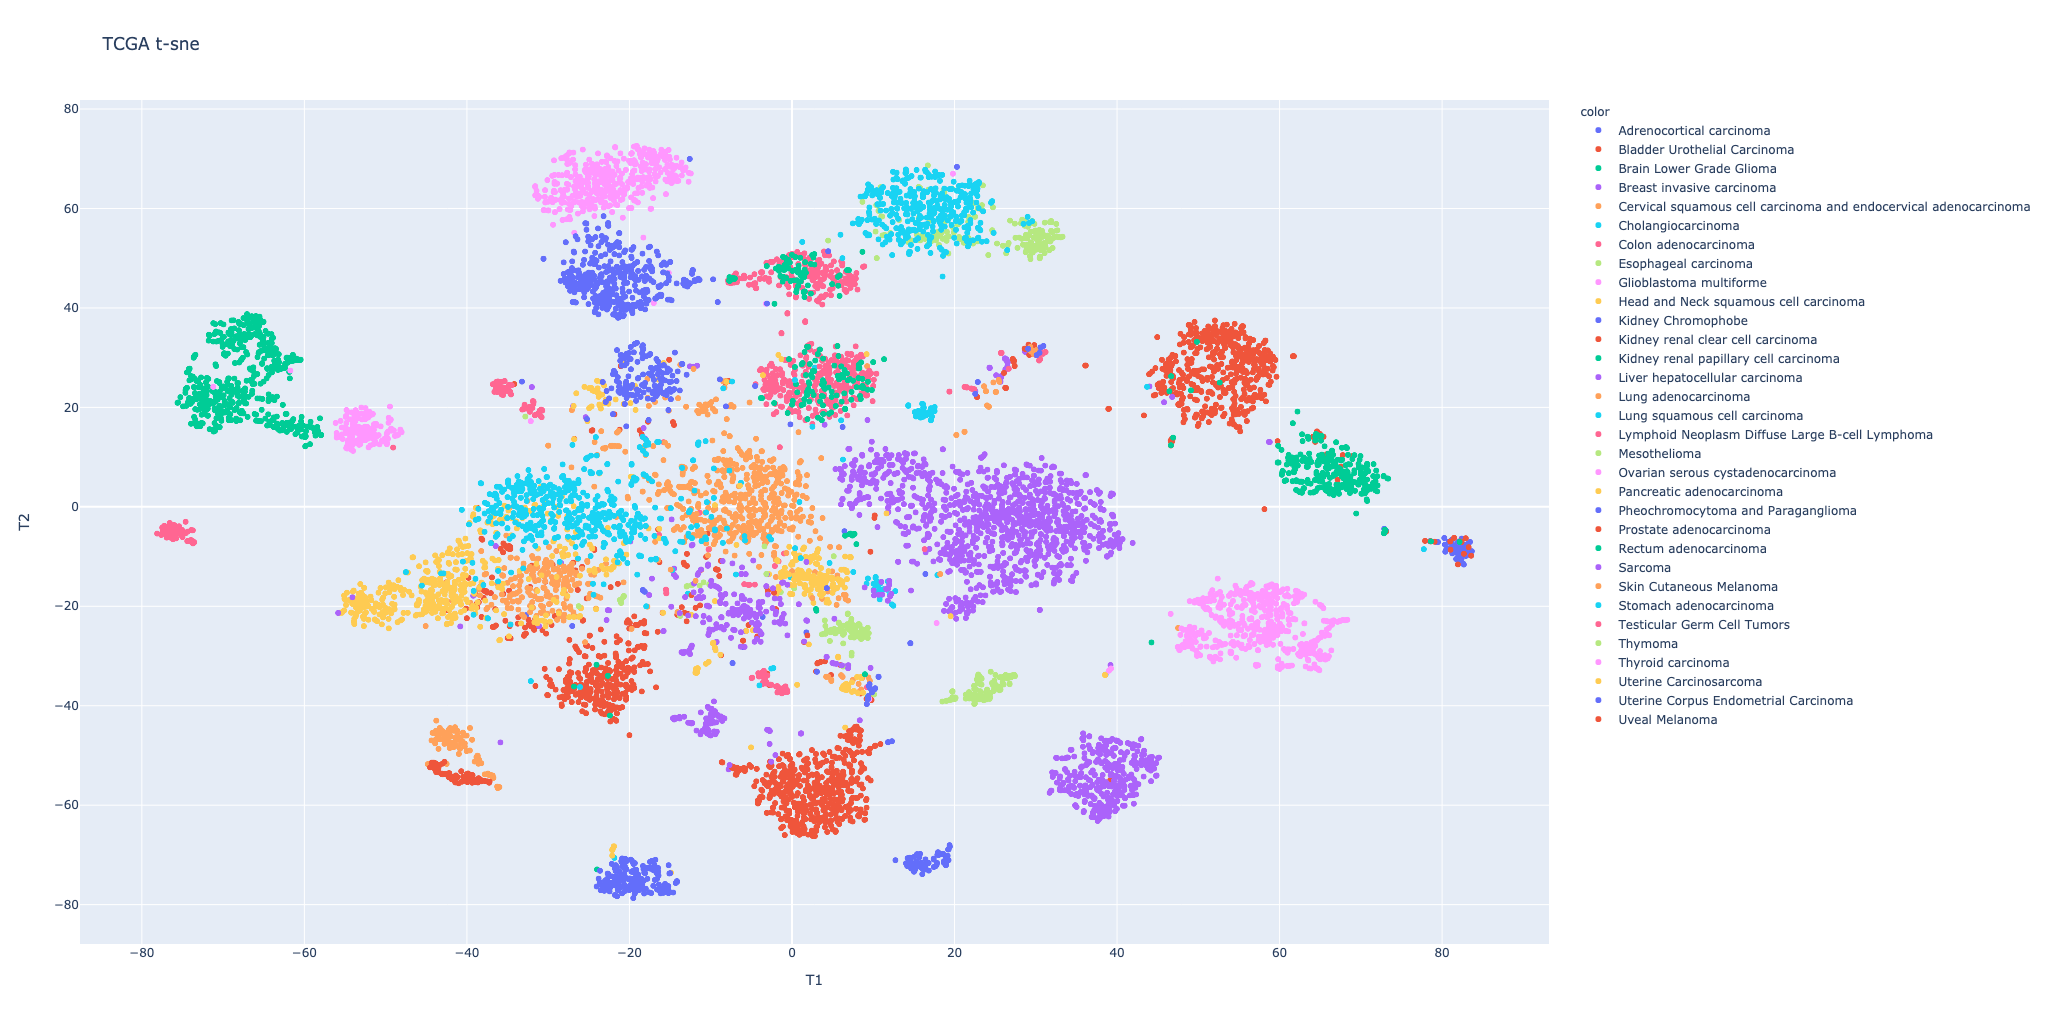 TCGA t-sne
80
60
40
20
0
−20
−40
−60
−80
T2
−80
−60
−40
−20
0
20
40
60
80
T1
color
Adrenocortical carcinoma
Bladder Urothelial Carcinoma
Brain Lower Grade Glioma
Breast invasive carcinoma
Cervical squamous cell carcinoma and endocervical adenocarcinoma
Cholangiocarcinoma
Colon adenocarcinoma
Esophageal carcinoma
Glioblastoma multiforme
Head and Neck squamous cell carcinoma
Kidney Chromophobe
Kidney renal clear cell carcinoma
Kidney renal papillary cell carcinoma
Liver hepatocellular carcinoma
Lung adenocarcinoma
Lung squamous cell carcinoma
Lymphoid Neoplasm Diffuse Large B-cell Lymphoma
Mesothelioma
Ovarian serous cystadenocarcinoma
Pancreatic adenocarcinoma
Pheochromocytoma and Paraganglioma
Prostate adenocarcinoma
Rectum adenocarcinoma
Sarcoma
Skin Cutaneous Melanoma
Stomach adenocarcinoma
Testicular Germ Cell Tumors
Thymoma
Thyroid carcinoma
Uterine Carcinosarcoma
Uterine Corpus Endometrial Carcinoma
Uveal Melanoma